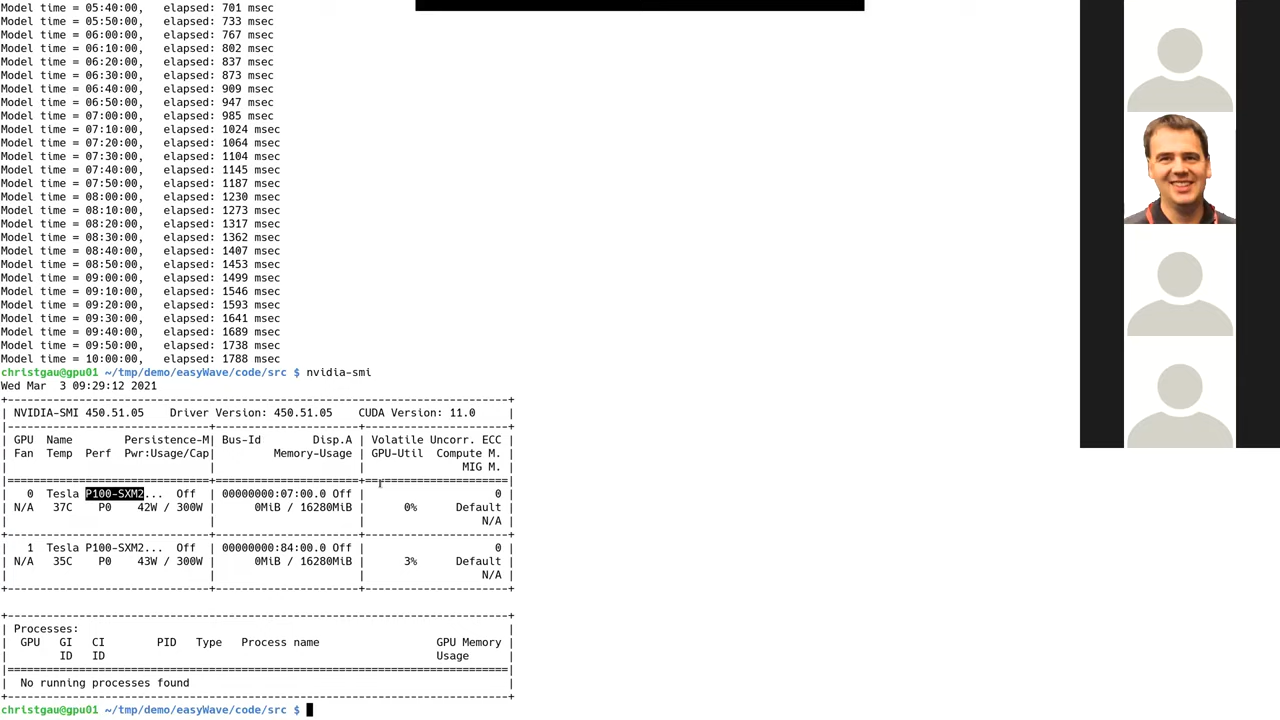 Model time = 05:40:00,   elapsed: 701 msec
Model time = 05:50:00,   elapsed: 733 msec
Model time = 06:00:00,   elapsed: 767 msec
Model time = 06:10:00,   elapsed: 802 msec
Model time = 06:20:00,   elapsed: 837 msec
Model time = 06:30:00,   elapsed: 873 msec
Model time = 06:40:00,   elapsed: 909 msec
Model time = 06:50:00,   elapsed: 947 msec
Model time = 07:00:00,   elapsed: 985 msec
Model time = 07:10:00,   elapsed: 1024 msec
Model time = 07:20:00,   elapsed: 1064 msec
Model time = 07:30:00,   elapsed: 1104 msec
Model time = 07:40:00,   elapsed: 1145 msec
Model time = 07:50:00,   elapsed: 1187 msec
Model time = 08:00:00,   elapsed: 1230 msec
Model time = 08:10:00,   elapsed: 1273 msec
Model time = 08:20:00,   elapsed: 1317 msec
Model time = 08:30:00,   elapsed: 1362 msec
Model time = 08:40:00,   elapsed: 1407 msec
Model time = 08:50:00,   elapsed: 1453 msec
Model time = 09:00:00,   elapsed: 1499 msec
Model time = 09:10:00,   elapsed: 1546 msec
Model time = 09:20:00,   elapsed: 1593 msec
Model time = 09:30:00,   elapsed: 1641 msec
Model time = 09:40:00,   elapsed: 1689 msec
Model time = 09:50:00,   elapsed: 1738 msec
Model time = 10:00:00,   elapsed: 1788 msec
christgau@gpu01 ~/tmp/demo/easyWave/code/src $ nvidia-smi
Wed Mar  3 09:29:12 2021
+-----------------------------------------------------------------------------+
| NVIDIA-SMI 450.51.05    Driver Version: 450.51.05    CUDA Version: 11.0     |
|-------------------------------+----------------------+----------------------+
| GPU  Name        Persistence-M| Bus-Id        Disp.A | Volatile Uncorr. ECC |
| Fan  Temp  Perf  Pwr:Usage/Cap|         Memory-Usage | GPU-Util  Compute M. |
|                               |                      |               MIG M. |
|===============================+======================+======================|
|   0  Tesla P100-SXM2...  Off  | 00000000:07:00.0 Off |                    0 |
| N/A   37C    P0    42W / 300W |      0MiB / 16280MiB |      0%      Default |
|                               |                      |                  N/A |
+-------------------------------+----------------------+----------------------+
|   1  Tesla P100-SXM2...  Off  | 00000000:84:00.0 Off |                    0 |
| N/A   35C    P0    43W / 300W |      0MiB / 16280MiB |      3%      Default |
|                               |                      |                  N/A |
+-------------------------------+----------------------+----------------------+
+-----------------------------------------------------------------------------+
| Processes:                                                                  |
|  GPU   GI   CI        PID   Type   Process name                  GPU Memory |
|        ID   ID                                                   Usage      |
|=============================================================================|
|  No running processes found                                                 |
+-----------------------------------------------------------------------------+
christgau@gpu01 ~/tmp/demo/easyWave/code/src $